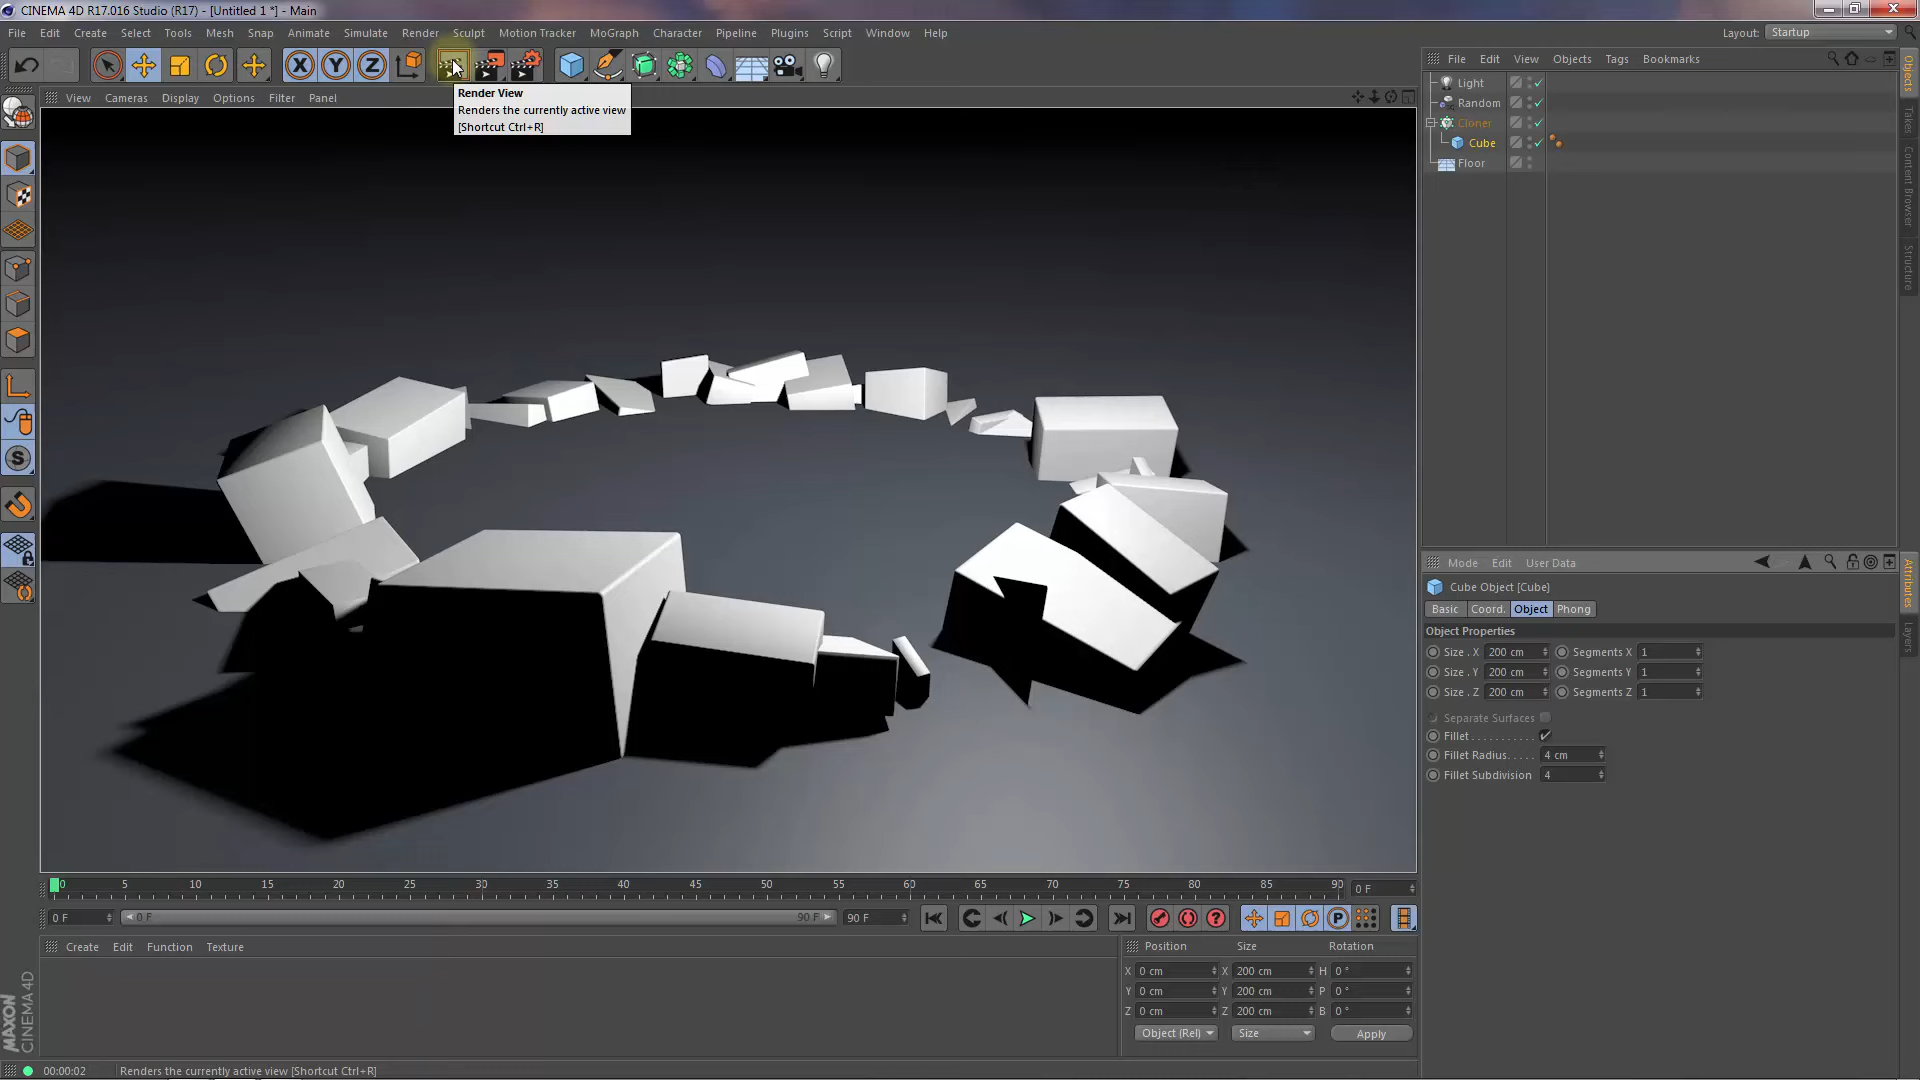 CINEMA 4D R17.016 Studio (R17) - [Untitled 1 *] - Main
File Edit Create Select Tools Mesh Snap Animate Simulate Render Sculpt Motion Tracker MoGraph Character Pipeline Plugins Script Window Help
Layout: Startup
X Y Z
File Edit View Objects Tags Bookmarks
View Cameras Display Options Filter Panel
Render View
Renders the currently active view
[Shortcut Ctrl+R]
Light
Random
Cloner
Cube
Floor
Objects
Takes
Content Browser
Structure
S
Mode Edit User Data
Cube Object [Cube]
Basic Coord. Object Phong
Object Properties
Size . X 200 cm Segments X 1
Size . Y 200 cm Segments Y 1
Size . Z 200 cm Segments Z 1
Separate Surfaces
Fillet . . . . . . . . . . .
Fillet Radius. . . . . 4 cm
Fillet Subdivision 4
Attributes
Layers
0 5 10 15 20 25 30 35 40 45 50 55 60 65 70 75 80 85 90 0 F
0 F 0 F 90 F 90 F
? P
Create Edit Function Texture
Position Size Rotation
X 0 cm X 200 cm H 0 °
Y 0 cm Y 200 cm P 0 °
Z 0 cm Z 200 cm B 0 °
Object (Rel) Size Apply
MAXON
CINEMA 4D
00:00:02 Renders the currently active view [Shortcut Ctrl+R]